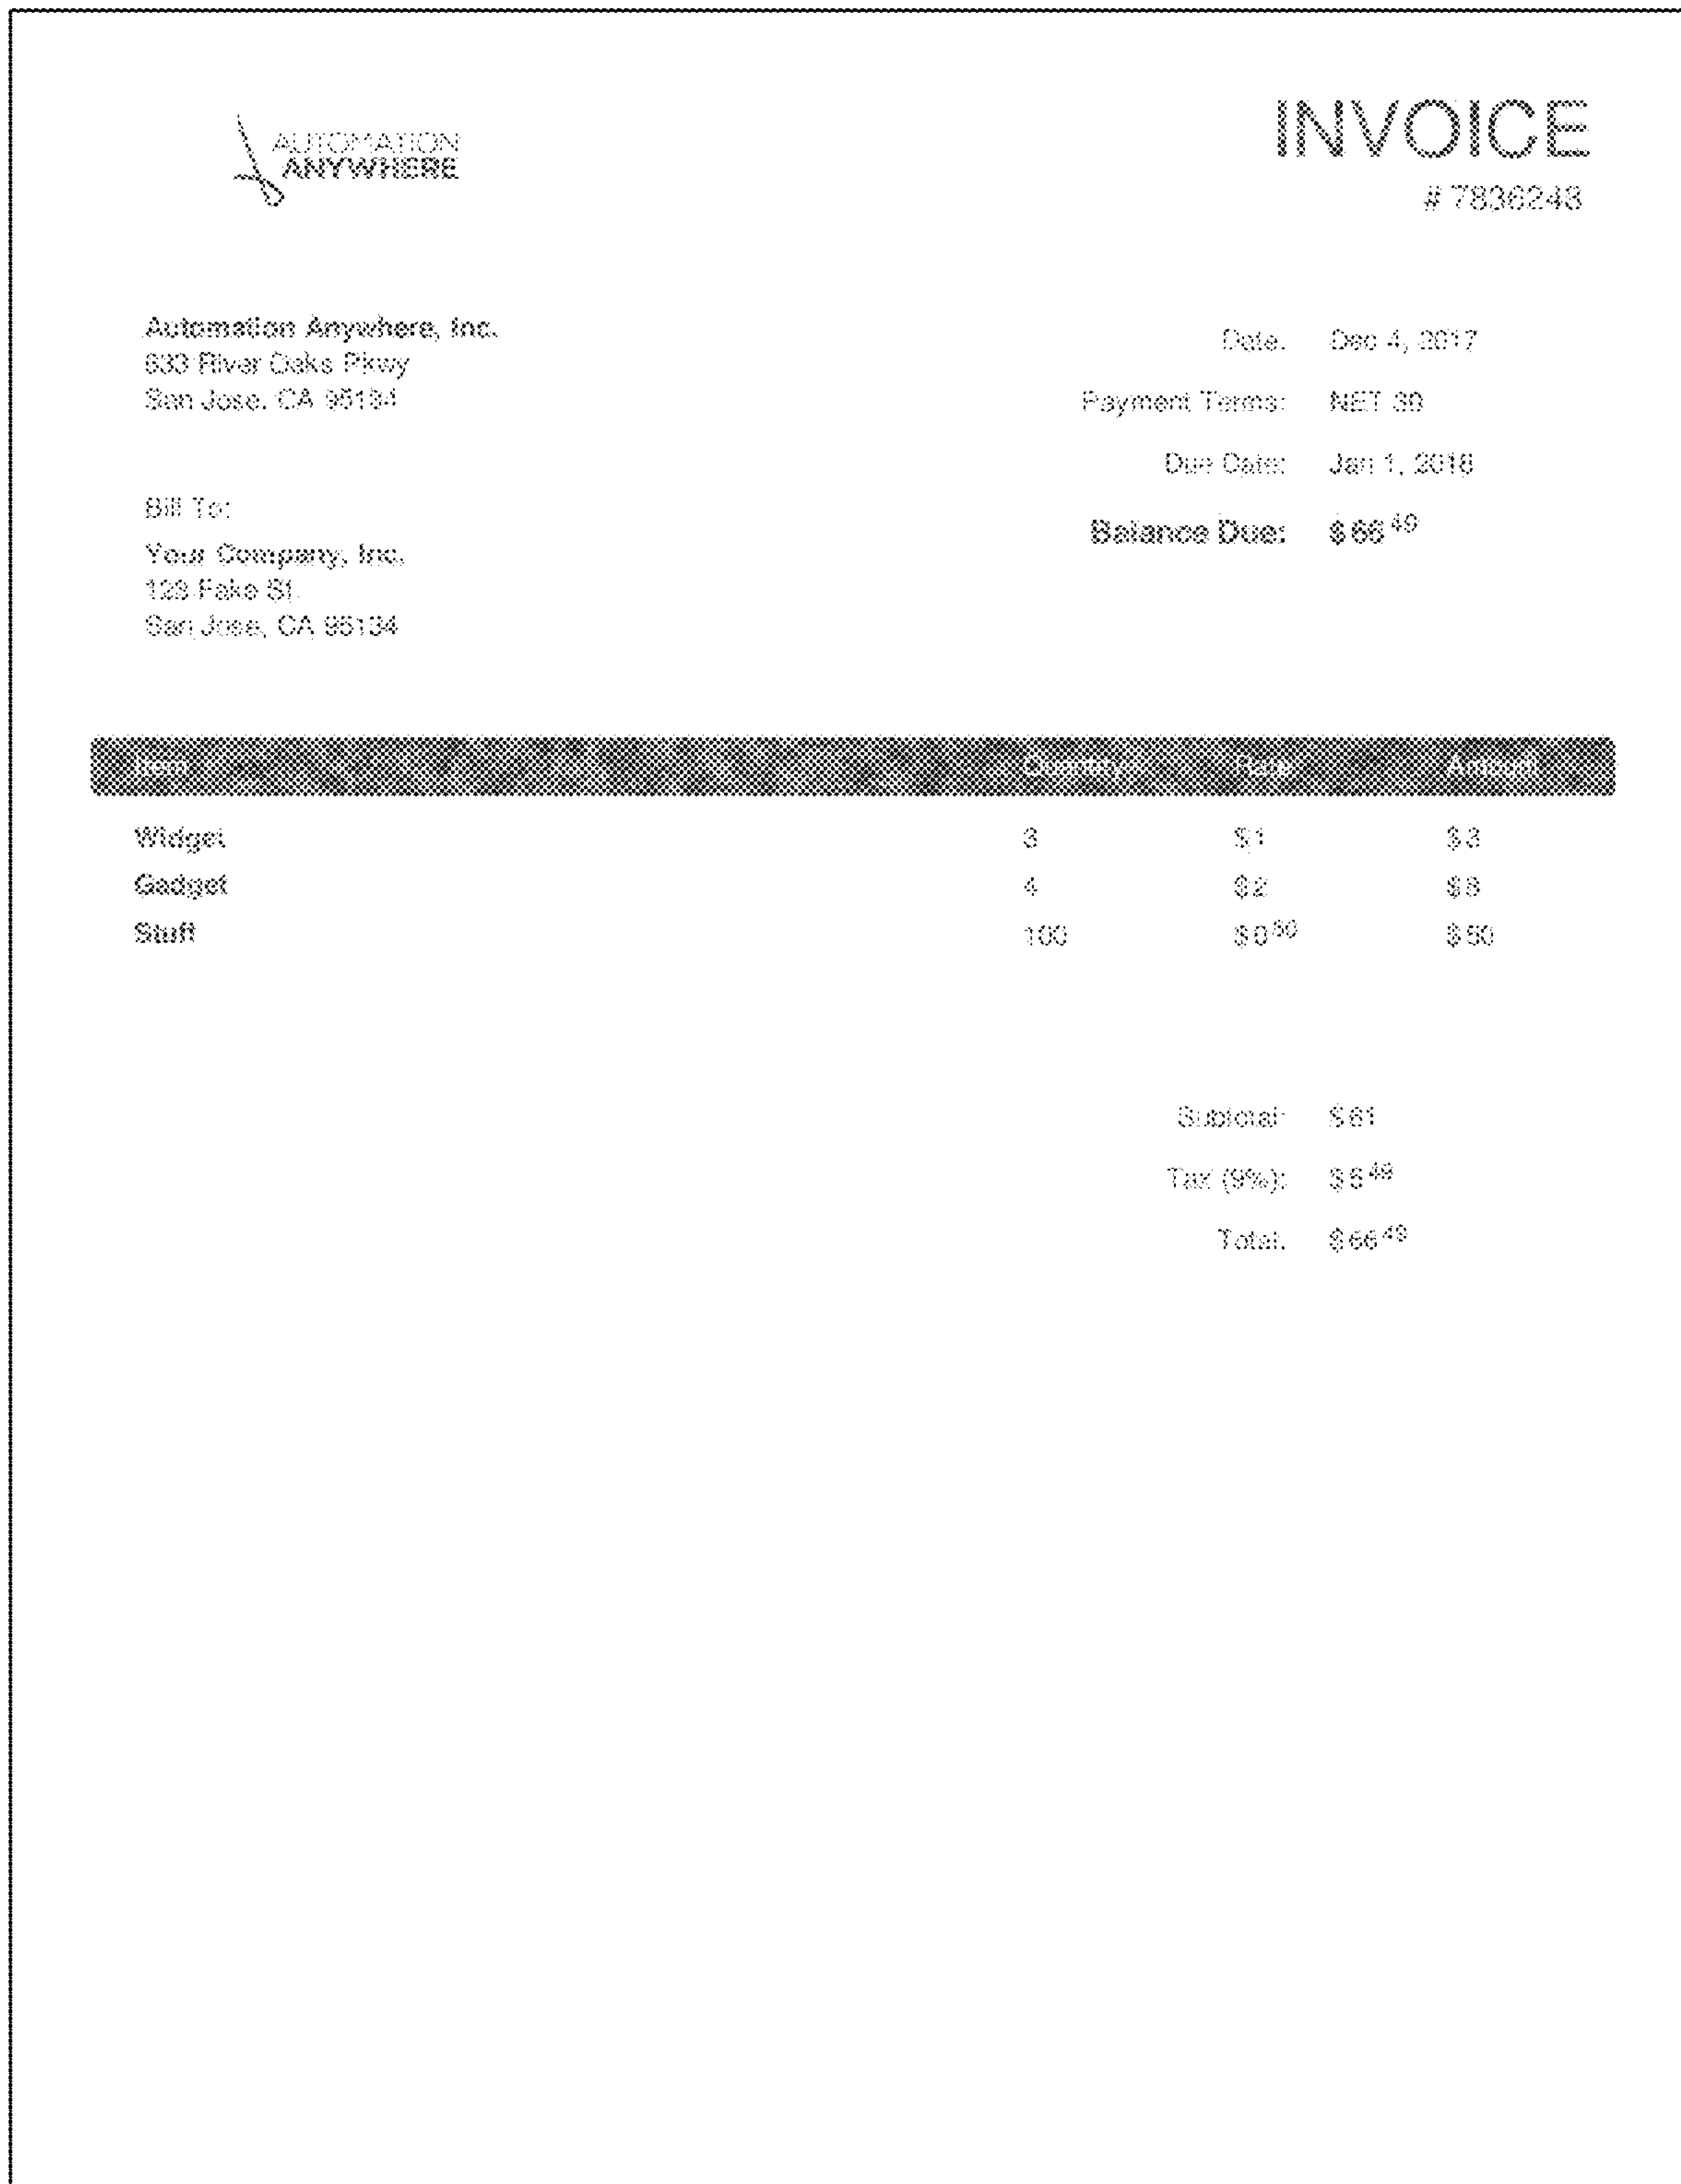 AUTOMATION
ANYWHERE
INVOICE
# 7836248
Automation Anywhere, Inc.
633 River Oaks Pkwy
San Jose, CA 95134
Date: Dec 4, 2017
Payment Terms: NET 30
Due Date: Jan 1, 2018
Balance Due: $66 49
Bill To:
Your Company, Inc.
123 Fake St.
San Jose, CA 95134
Item Quantity Rate Amount
Widget 3 $1 $3
Gadget 4 $2 $8
Stuff 100 $0 50 $50
Subtotal: $61
Tax (9%): $5 49
Total: $66 49